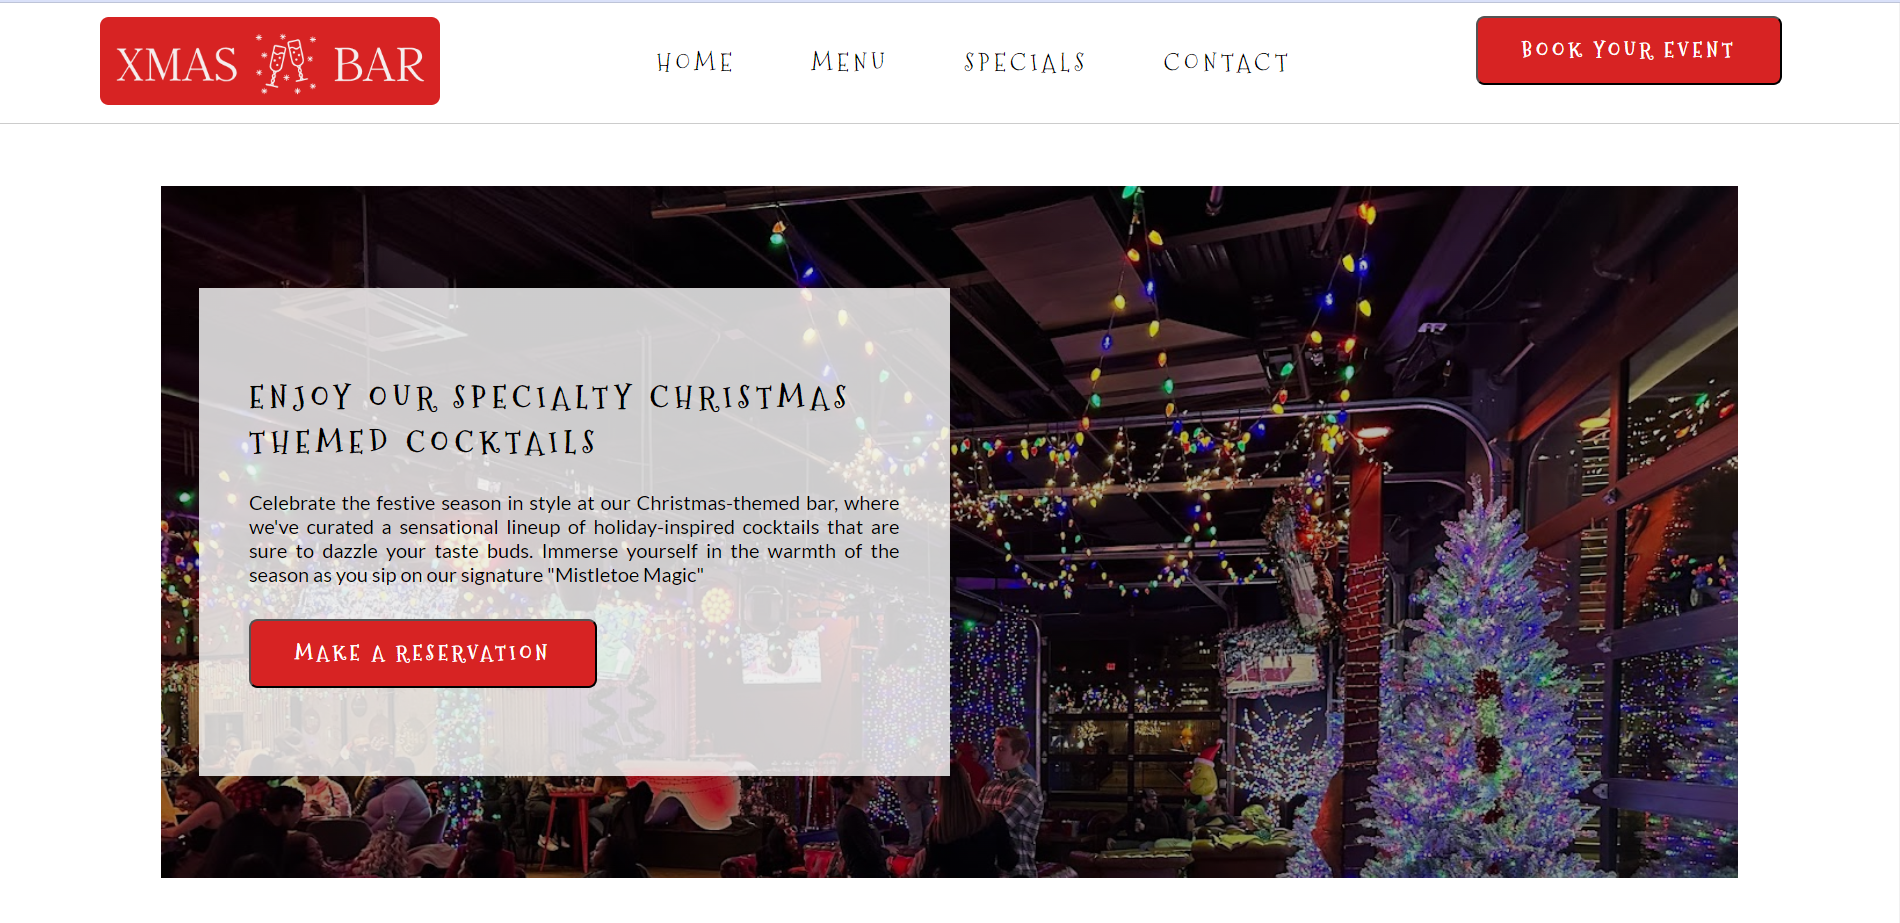 XMAS BAR
HOME MENU SPECIALS CONTACT
BOOK YOUR EVENT
ENJOY OUR SPECIALTY CHRISTMAS
THEMED COCKTAILS
Celebrate the festive season in style at our Christmas-themed bar, where
we've curated a sensational lineup of holiday-inspired cocktails that are
sure to dazzle your taste buds. Immerse yourself in the warmth of the
season as you sip on our signature "Mistletoe Magic"
MAKE A RESERVATION